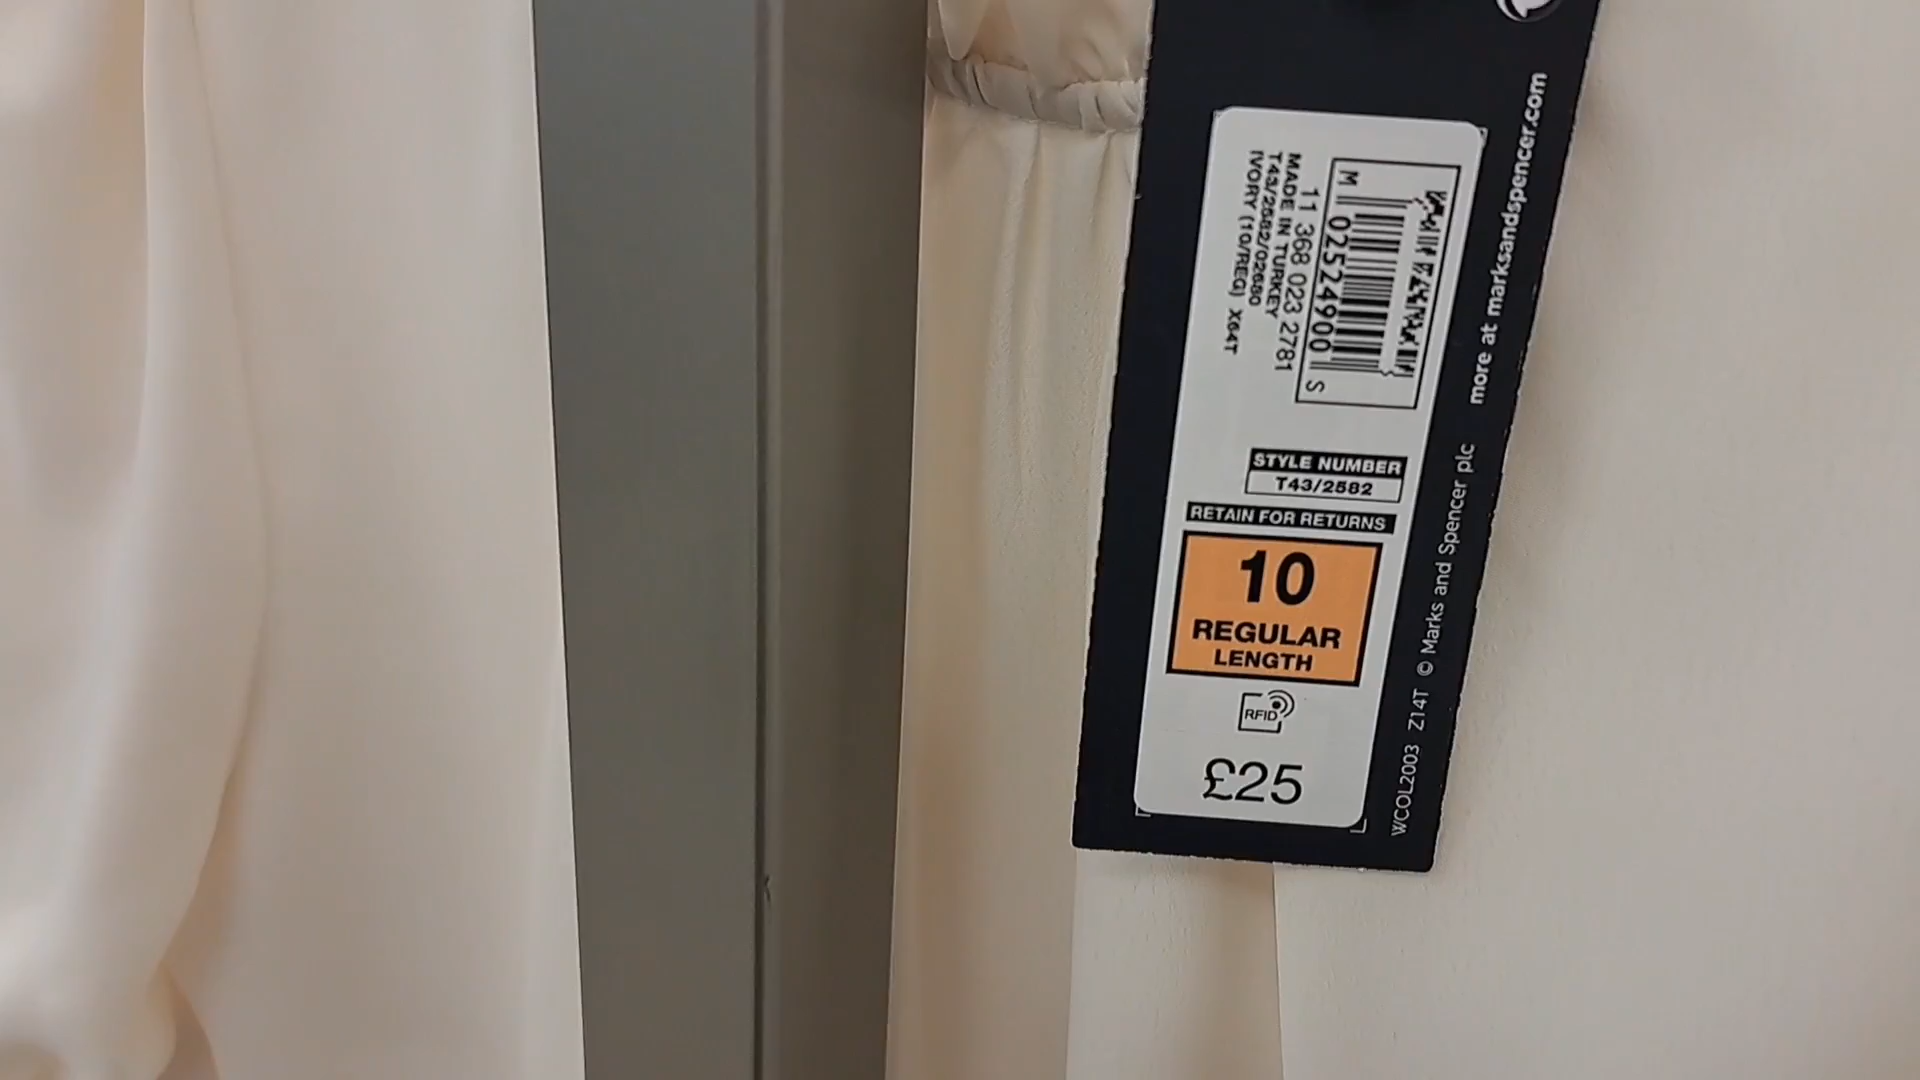 M 02524900 S
11 368 023 2781
MADE IN TURKEY
T43/2582/02680
IVORY (10/REG) X64T
STYLE NUMBER
T43/2582
RETAIN FOR RETURNS
10
REGULAR
LENGTH
RFID
£25
WCOL2003 Z14T © Marks and Spencer plc more at marksandspencer.com